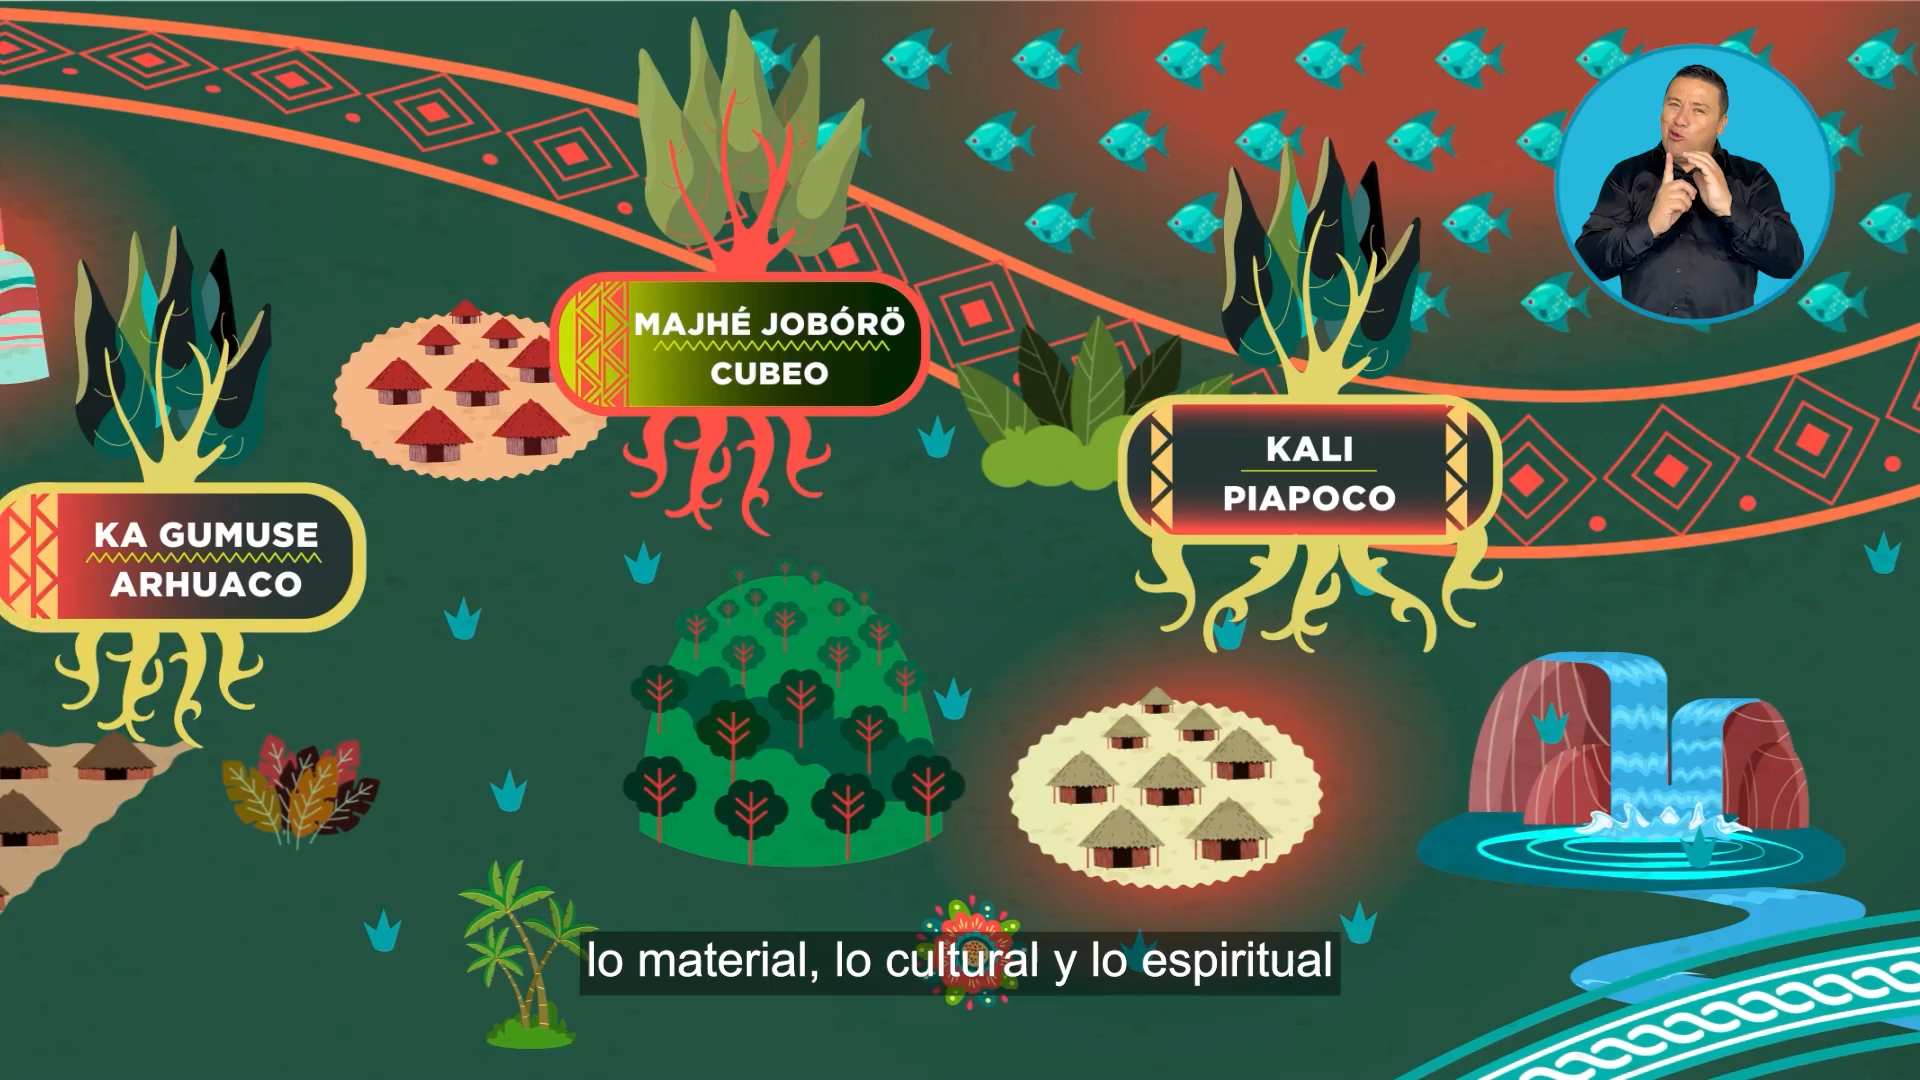 MAJHÉ JOBÓRÖ
CUBEO
KALI
PIAPOCO
KA GUMUSE
ARHUACO
lo material, lo cultural y lo espiritual